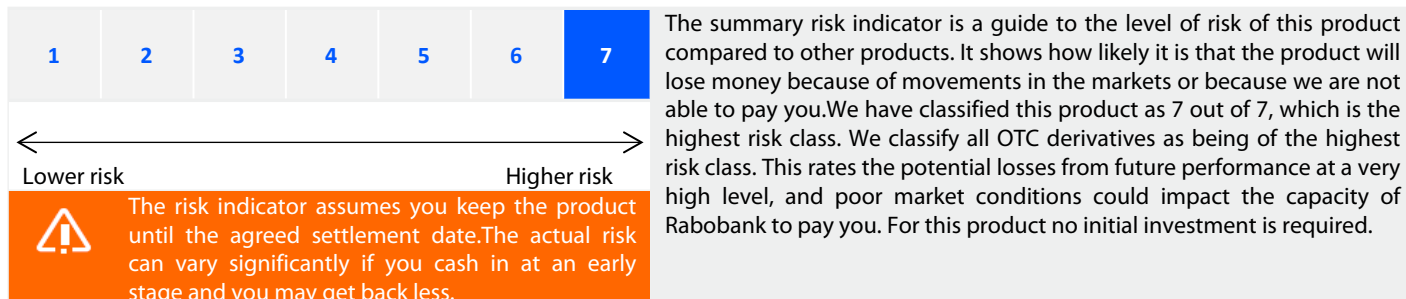 1 2 3 4 5 6 7
Lower risk Higher risk
The risk indicator assumes you keep the product
until the agreed settlement date.The actual risk
can vary significantly if you cash in at an early
stage and you may get back less.
The summary risk indicator is a guide to the level of risk of this product
compared to other products. It shows how likely it is that the product will
lose money because of movements in the markets or because we are not
able to pay you.We have classified this product as 7 out of 7, which is the
highest risk class. We classify all OTC derivatives as being of the highest
risk class. This rates the potential losses from future performance at a very
high level, and poor market conditions could impact the capacity of
Rabobank to pay you. For this product no initial investment is required.